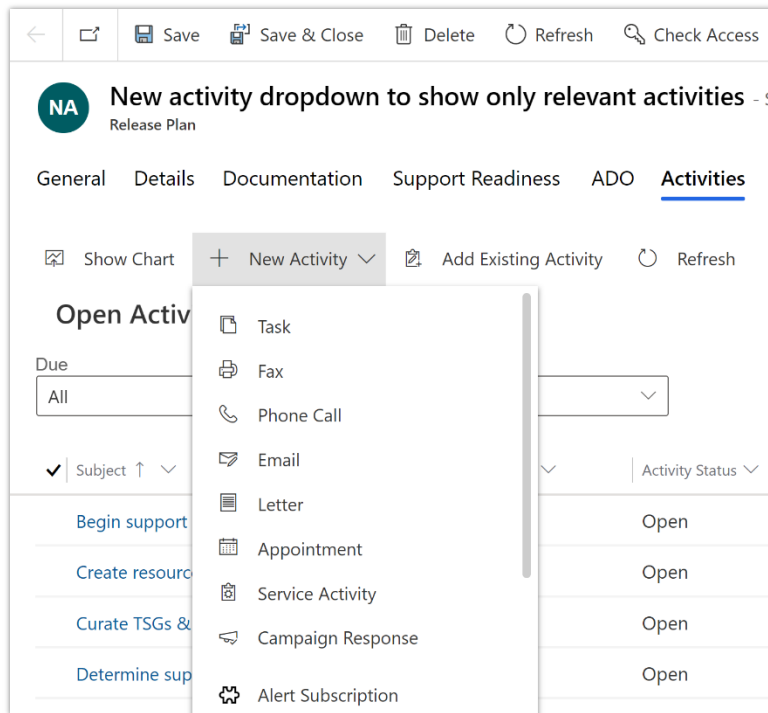 Save Save & Close Delete Refresh Check Access
NA
New activity dropdown to show only relevant activities -
Release Plan
General Details Documentation Support Readiness ADO Activities
Show Chart New Activity Add Existing Activity Refresh
Open Activ
Due
All
Task
Fax
Phone Call
Email
Letter
Appointment
Service Activity
Campaign Response
Alert Subscription
Subject ↑ Activity Status
Begin support Open
Create resourc Open
Curate TSGs & Open
Determine sup Open